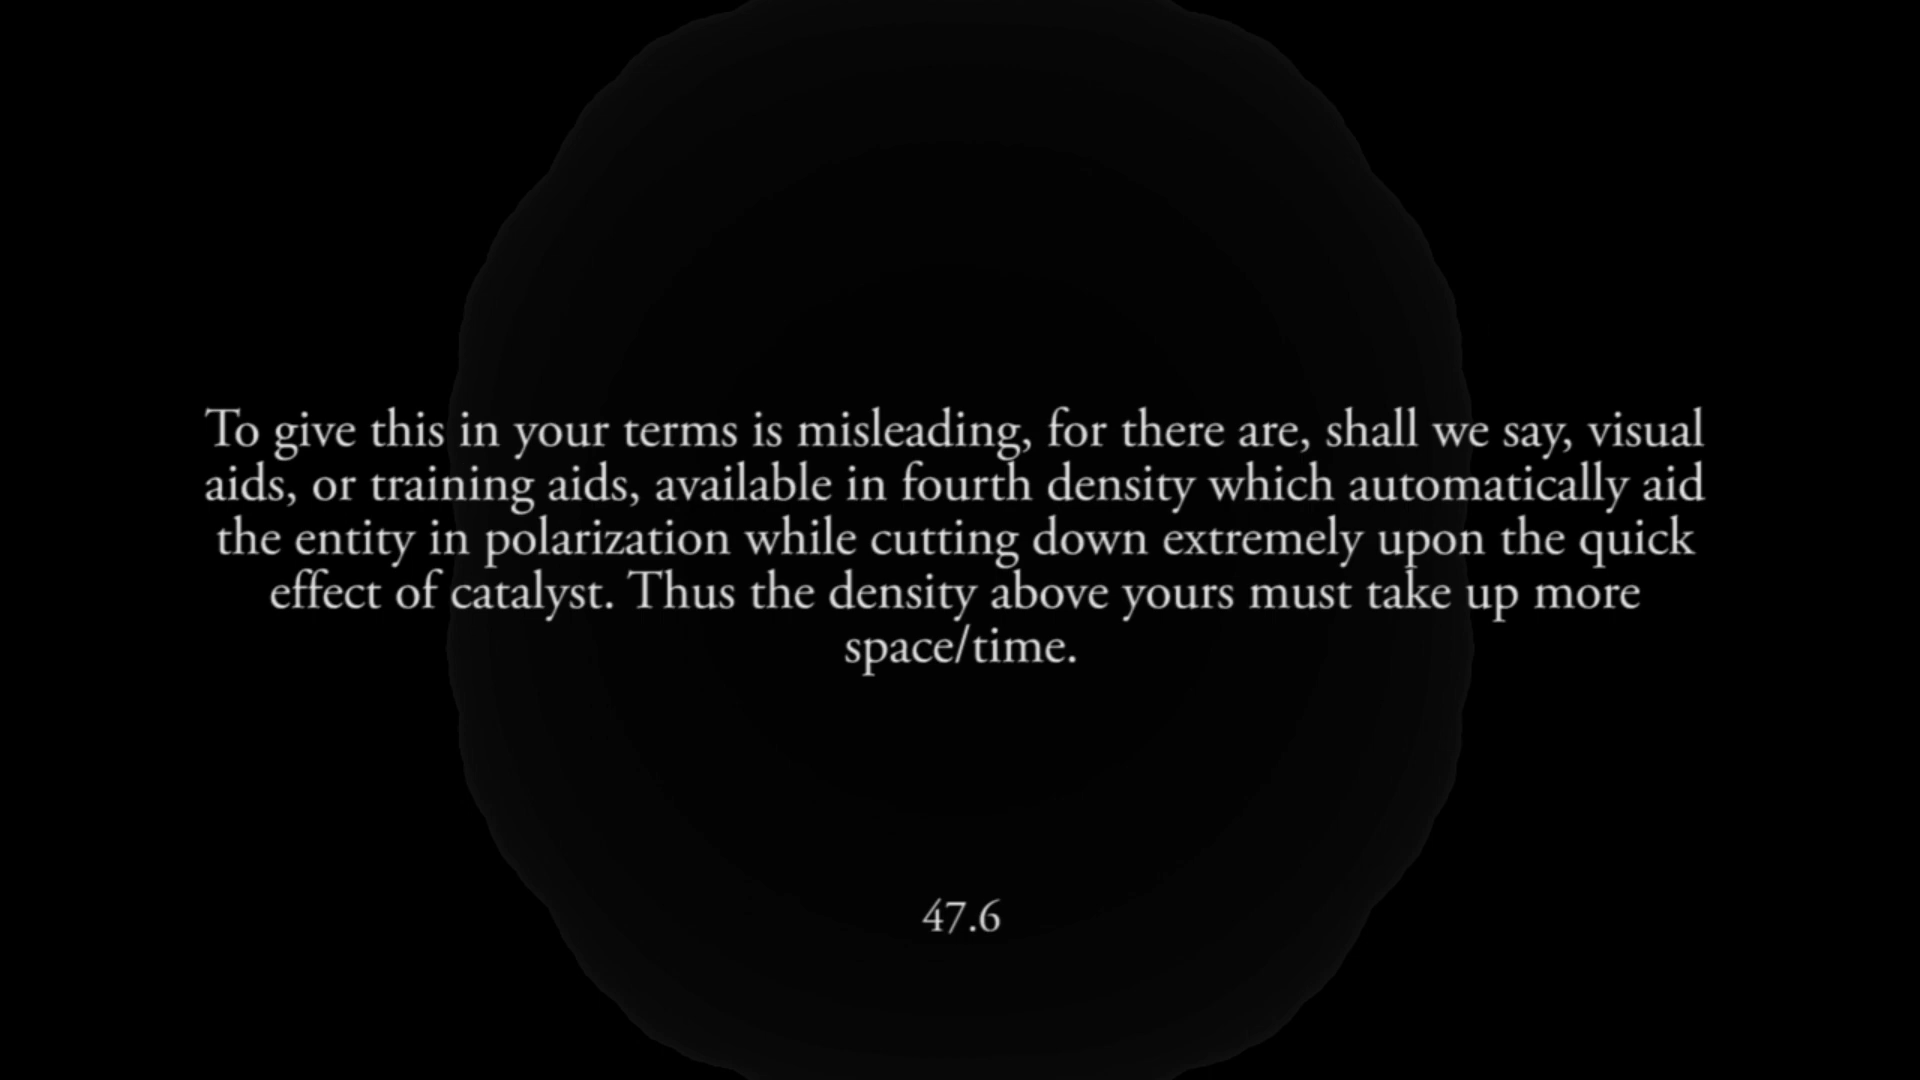 To give this in your terms is misleading, for there are, shall we say, visual
aids, or training aids, available in fourth density which automatically aid
the entity in polarization while cutting down extremely upon the quick
effect of catalyst. Thus the density above yours must take up more
space/time.
47.6